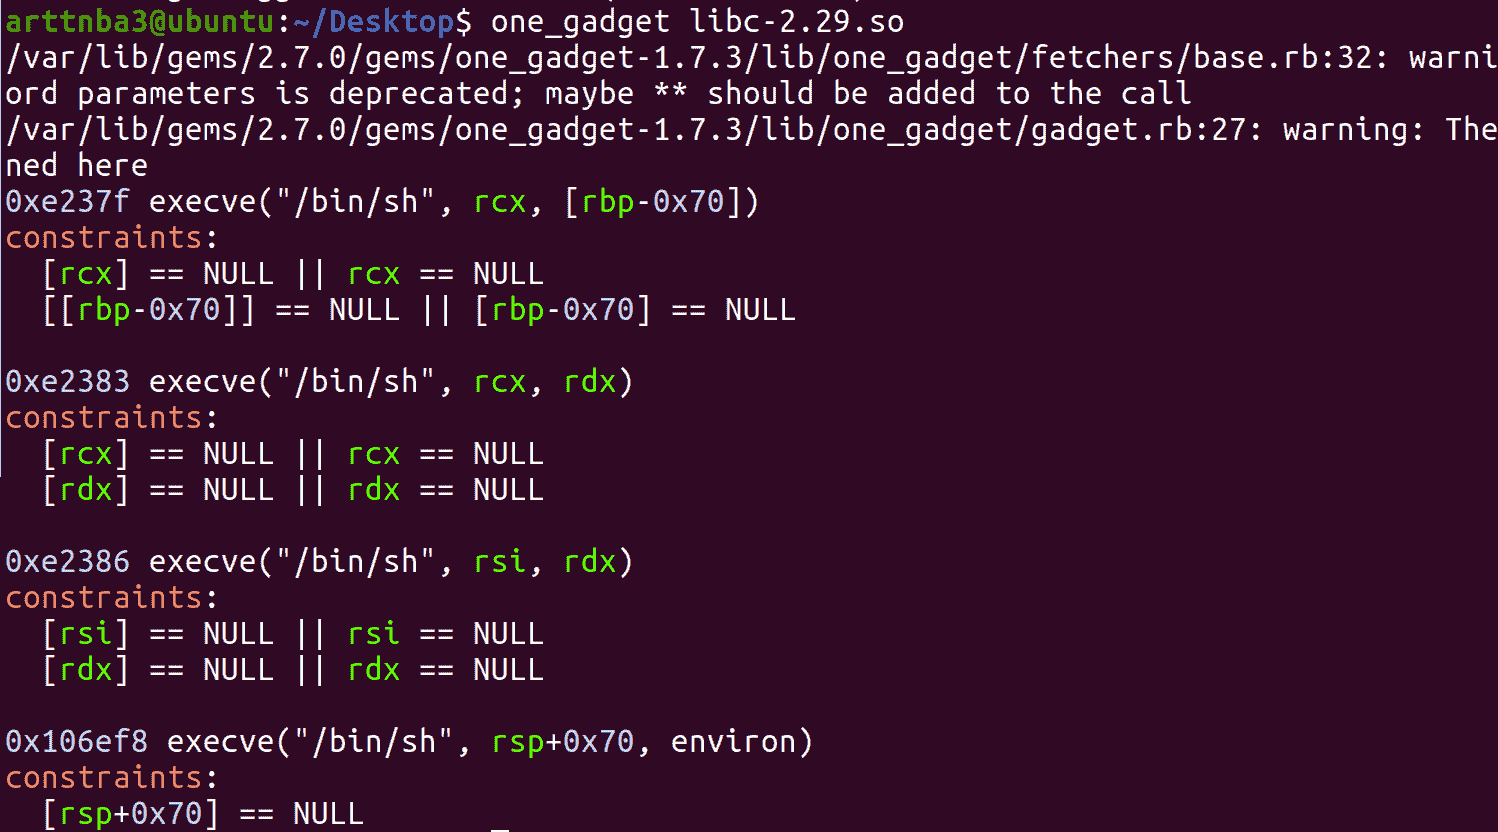 arttnba3@ubuntu:~/Desktop$ one_gadget libc-2.29.so
/var/lib/gems/2.7.0/gems/one_gadget-1.7.3/lib/one_gadget/fetchers/base.rb:32: warni
ord parameters is deprecated; maybe ** should be added to the call
/var/lib/gems/2.7.0/gems/one_gadget-1.7.3/lib/one_gadget/gadget.rb:27: warning: The
ned here
0xe237f execve("/bin/sh", rcx, [rbp-0x70])
constraints:
  [rcx] == NULL || rcx == NULL
  [[rbp-0x70]] == NULL || [rbp-0x70] == NULL

0xe2383 execve("/bin/sh", rcx, rdx)
constraints:
  [rcx] == NULL || rcx == NULL
  [rdx] == NULL || rdx == NULL

0xe2386 execve("/bin/sh", rsi, rdx)
constraints:
  [rsi] == NULL || rsi == NULL
  [rdx] == NULL || rdx == NULL

0x106ef8 execve("/bin/sh", rsp+0x70, environ)
constraints:
  [rsp+0x70] == NULL